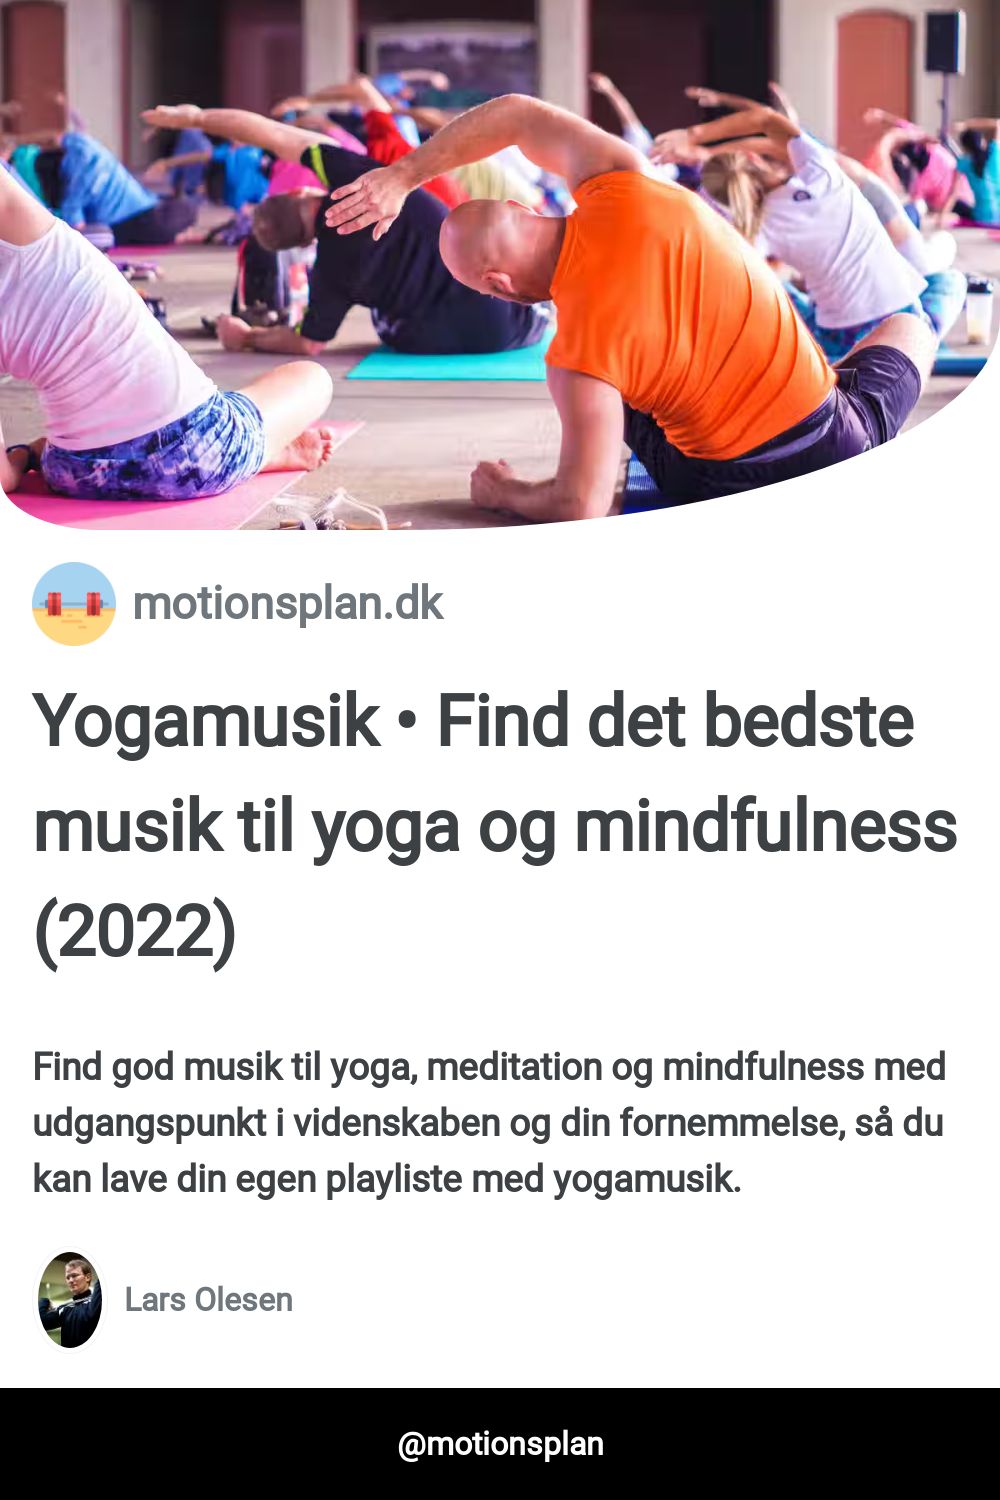 motionsplan.dk
Yogamusik • Find det bedste
musik til yoga og mindfulness
(2022)
Find god musik til yoga, meditation og mindfulness med
udgangspunkt i videnskaben og din fornemmelse, så du
kan lave din egen playliste med yogamusik.
Lars Olesen
@motionsplan